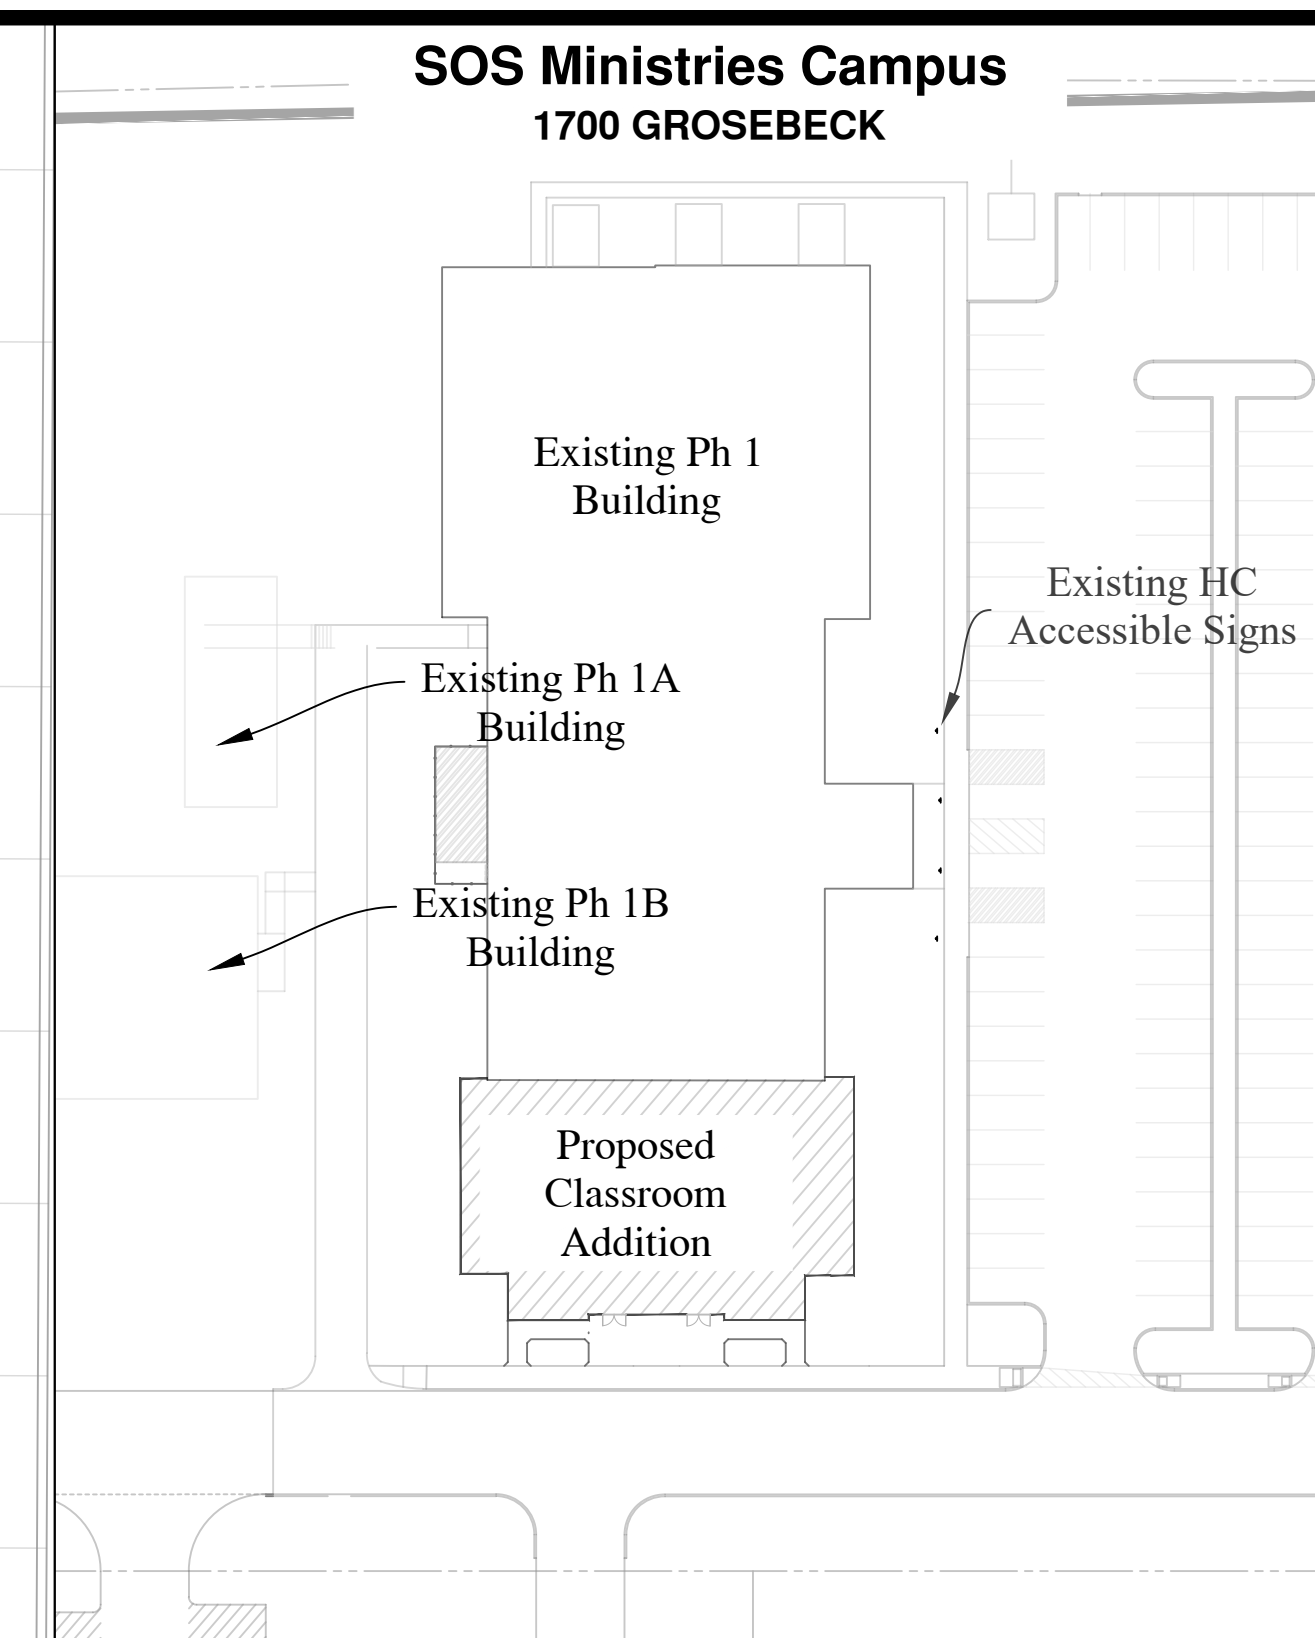 SOS Ministries Campus
1700 GROSEBECK
Existing Ph 1
Building
Existing HC
Accessible Signs
Existing Ph 1A
Building
Existing Ph 1B
Building
Proposed
Classroom
Addition